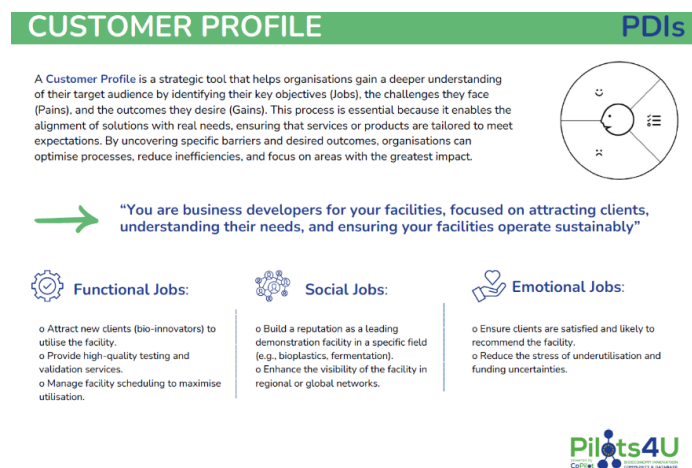 CUSTOMER PROFILE
PDIs
A Customer Profile is a strategic tool that helps organisations gain a deeper understanding
of their target audience by identifying their key objectives (Jobs), the challenges they face
(Pains), and the outcomes they desire (Gains). This process is essential because it enables the
alignment of solutions with real needs, ensuring that services or products are tailored to meet
expectations. By uncovering specific barriers and desired outcomes, organisations can
optimise processes, reduce inefficiencies, and focus on areas with the greatest impact.
“You are business developers for your facilities, focused on attracting clients,
understanding their needs, and ensuring your facilities operate sustainably”
Functional Jobs:
o Attract new clients (bio-innovators) to
utilise the facility.
o Provide high-quality testing and
validation services.
o Manage facility scheduling to maximise
utilisation.
Social Jobs:
o Build a reputation as a leading
demonstration facility in a specific field
(e.g., bioplastics, fermentation).
o Enhance the visibility of the facility in
regional or global networks.
Emotional Jobs:
o Ensure clients are satisfied and likely to
recommend the facility.
o Reduce the stress of underutilisation and
funding uncertainties.
Pilots4U
powered by
CoPilot
BIOECONOMY INNOVATION
COMMUNITY & DATABASE